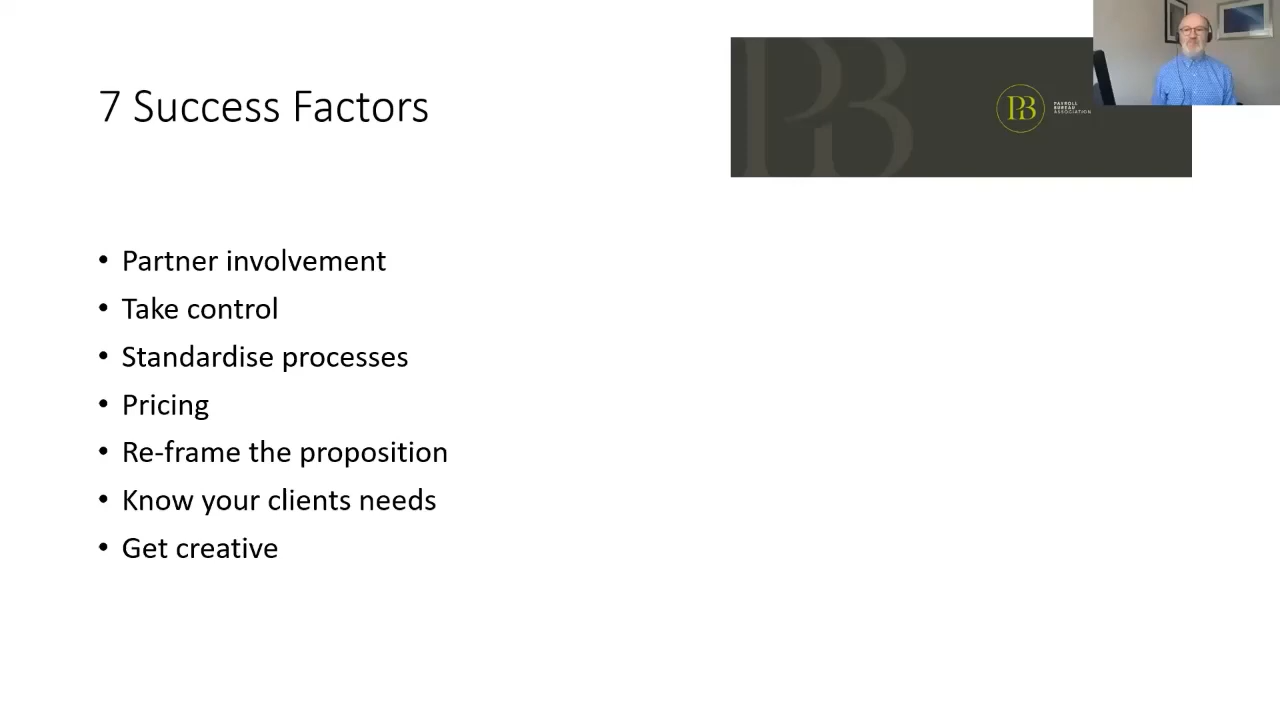 7 Success Factors
PB
PB
PAYROLL
BUREAU
ASSOCIATION
• Partner involvement
• Take control
• Standardise processes
• Pricing
• Re-frame the proposition
• Know your clients needs
• Get creative